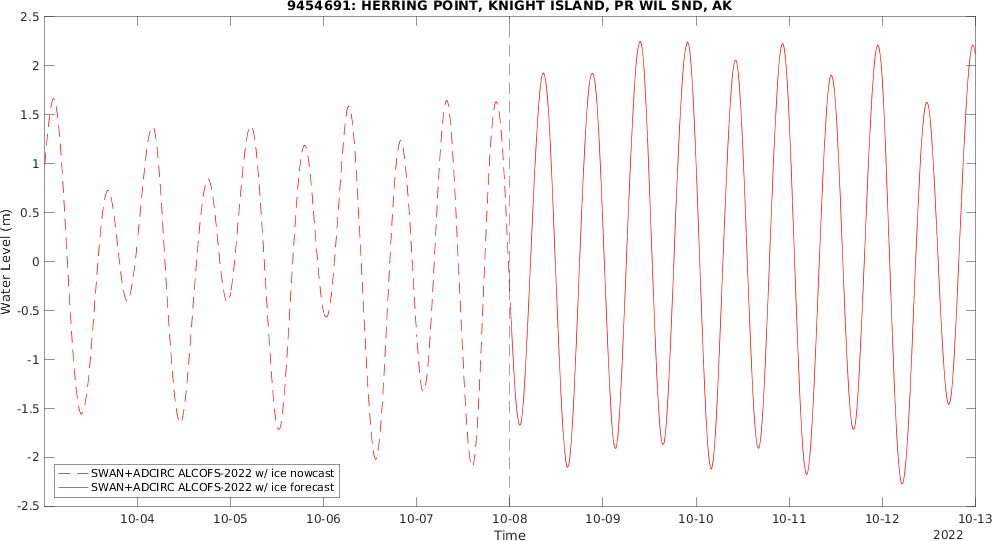 9454691: HERRING POINT, KNIGHT ISLAND, PR WIL SND, AK
2.5
2
1.5
1
0.5
0
-0.5
-1
-1.5
-2
-2.5
Water Level (m)
SWAN+ADCIRC ALCOFS-2022 w/ ice nowcast
SWAN+ADCIRC ALCOFS-2022 w/ ice forecast
10-04 10-05 10-06 10-07 10-08 10-09 10-10 10-11 10-12 10-13
Time
2022